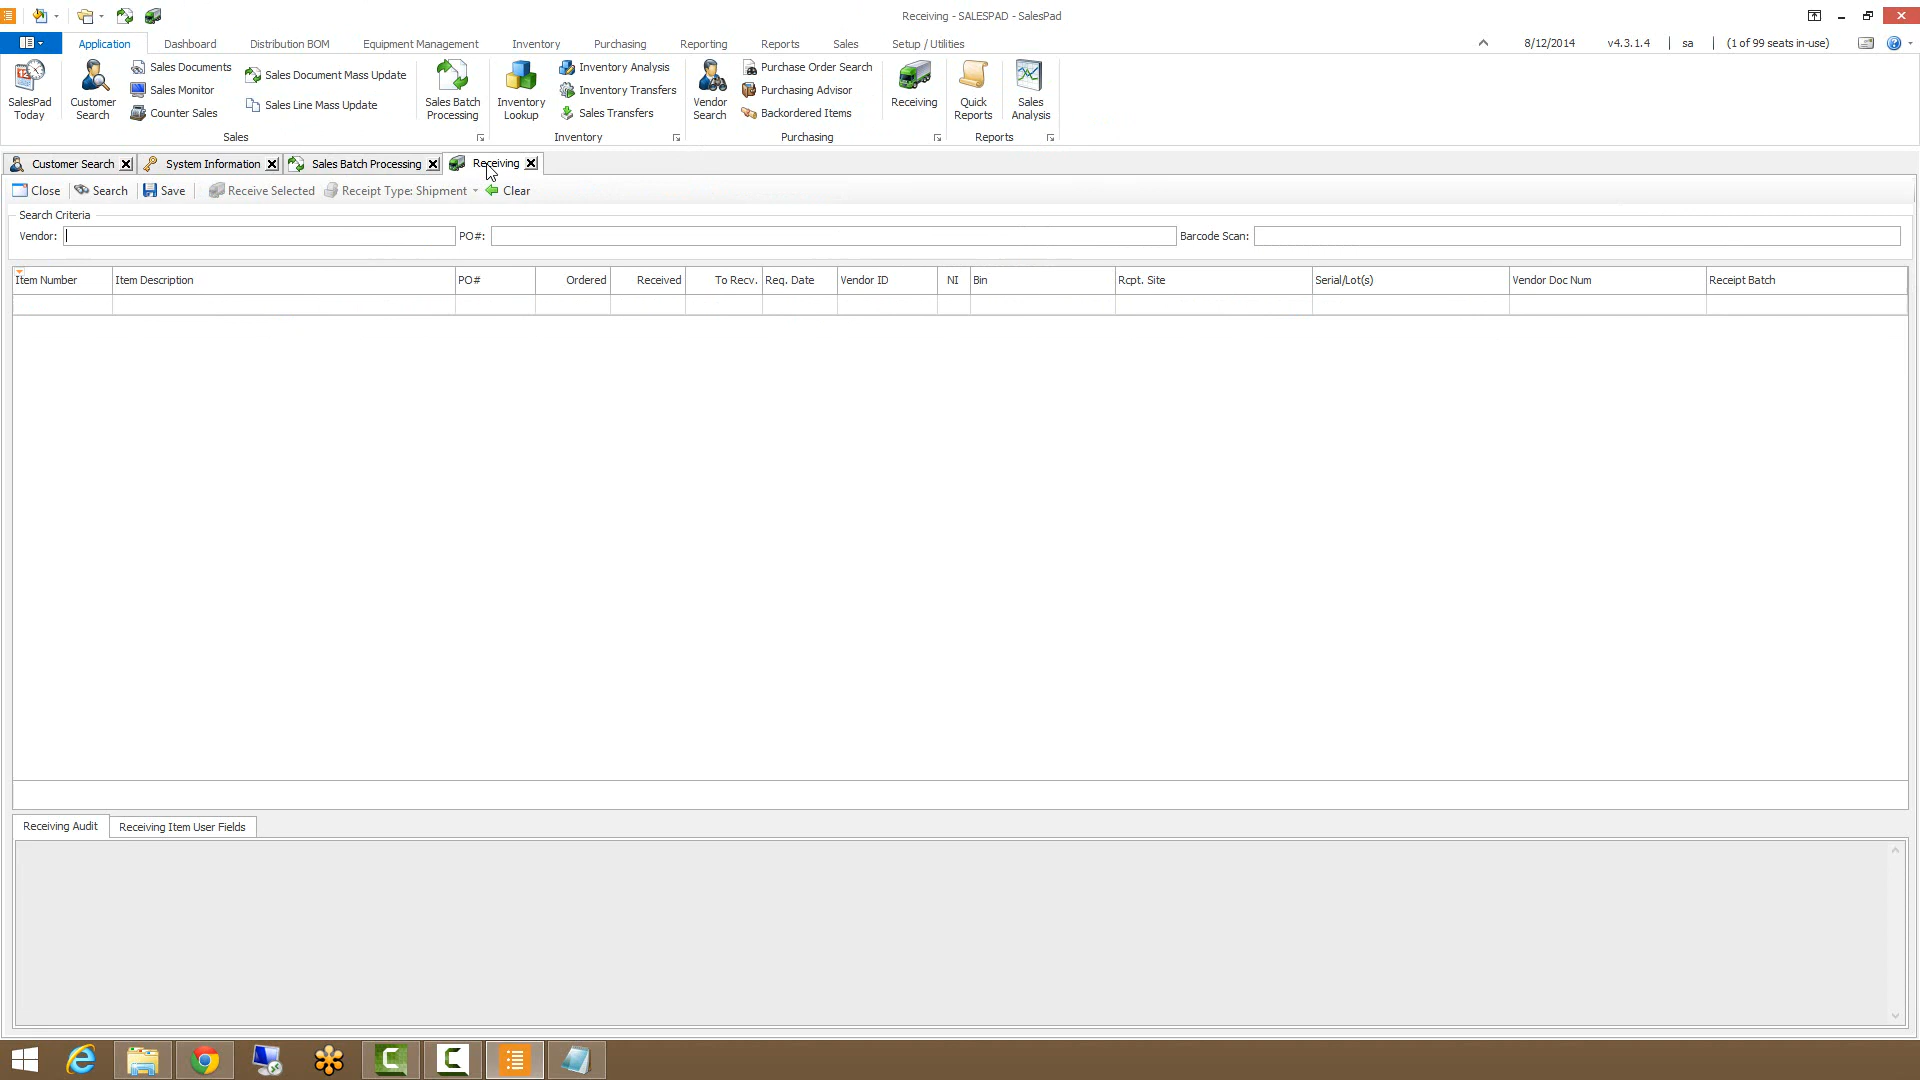 Receiving - SALESPAD - SalesPad
Application Dashboard Distribution BOM Equipment Management Inventory Purchasing Reporting Reports Sales Setup / Utilities 8/12/2014 v4.3.1.4 sa (1 of 99 seats in-use)
SalesPad Today
Customer Search
Sales Documents
Sales Monitor
Counter Sales
Sales Document Mass Update
Sales Line Mass Update
Sales Batch Processing
Inventory Lookup
Inventory Analysis
Inventory Transfers
Sales Transfers
Vendor Search
Purchase Order Search
Purchasing Advisor
Backordered Items
Receiving
Quick Reports
Sales Analysis
Sales Inventory Purchasing Reports
Customer Search System Information Sales Batch Processing Receiving
Close Search Save Receive Selected Receipt Type: Shipment Clear
Search Criteria
Vendor: PO#: Barcode Scan:
Item Number Item Description PO# Ordered Received To Recv. Req. Date Vendor ID NI Bin Rcpt. Site Serial/Lot(s) Vendor Doc Num Receipt Batch
Receiving Audit Receiving Item User Fields